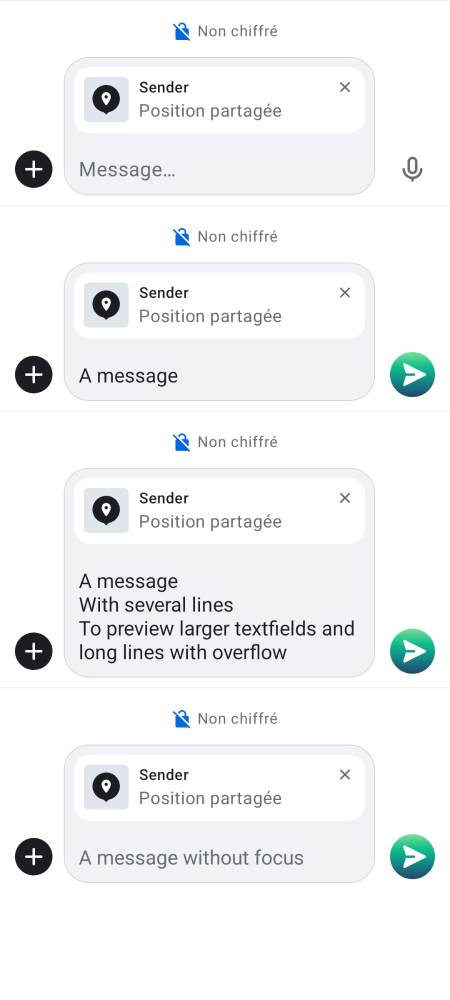 Non chiffré
Sender
Position partagée
Message…
Non chiffré
Sender
Position partagée
A message
Non chiffré
Sender
Position partagée
A message
With several lines
To preview larger textfields and
long lines with overflow
Non chiffré
Sender
Position partagée
A message without focus